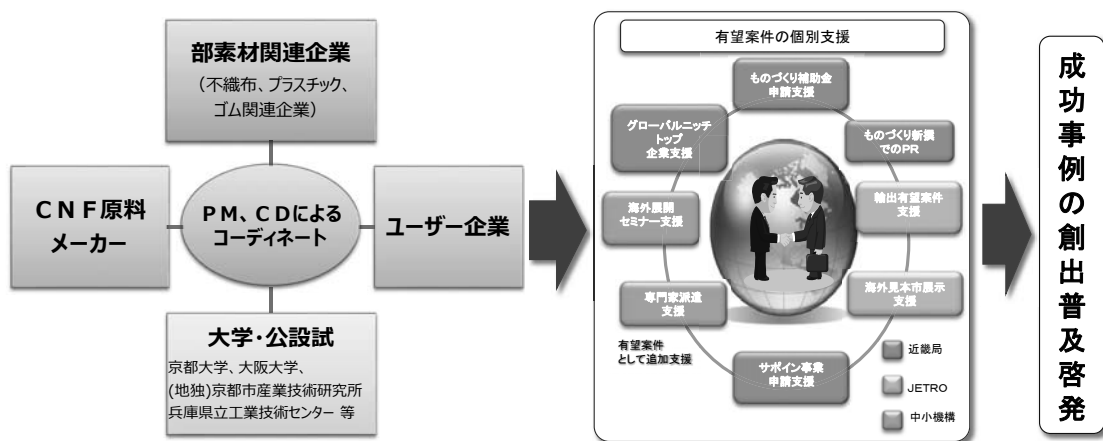 部素材関連企業
（不織布、プラスチック、
ゴム関連企業）
ＣＮＦ原料
メーカー
ＰＭ、ＣＤによる
コーディネート
ユーザー企業
大学・公設試
京都大学、大阪大学、
(地独)京都市産業技術研究所
兵庫県立工業技術センター 等
有望案件の個別支援
ものづくり補助金
申請支援
グローバルニッチ
トップ
企業支援
ものづくり新撰
でのPR
海外展開
セミナー支援
輸出有望案件
支援
専門家派遣
支援
海外見本市展示
支援
有望案件
として追加支援
サポイン事業
申請支援
近畿局
JETRO
中小機構
成功事例の創出普及啓発